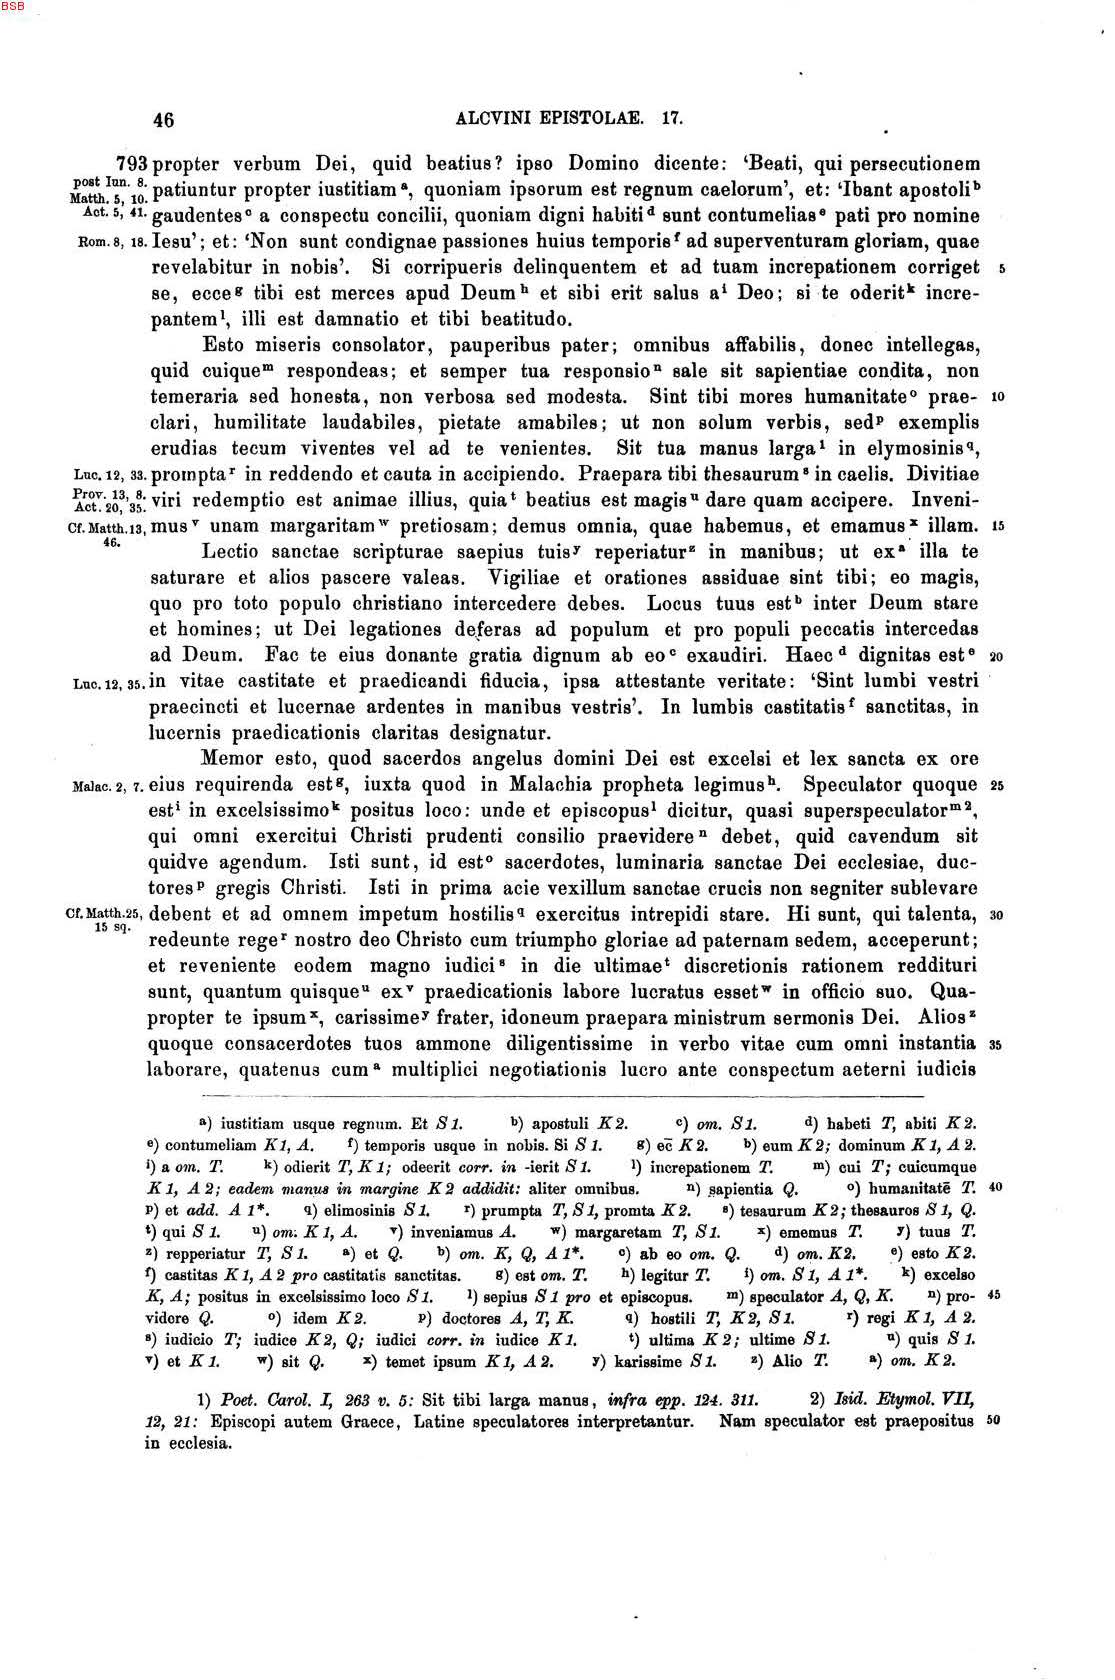 BSB
46 ALCVINI EPISTOLAE. 17.
793 propter verbum Dei, quid beatius? ipso Domino dicente: ‘Beati, qui persecutionem
post Iun. 8. Matth. 5, 10. patiuntur propter iustitiam a, quoniam ipsorum est regnum caelorum’, et: ‘Ibant apostoli b
Act. 5, 41. gaudentes c a conspectu concilii, quoniam digni habiti d sunt contumelias e pati pro nomine
Rom. 8, 18. Iesu’; et: ‘Non sunt condignae passiones huius temporis f ad superventuram gloriam, quae
revelabitur in nobis’. Si corripueris delinquentem et ad tuam increpationem corriget 5
se, ecce g tibi est merces apud Deum h et sibi erit salus a i Deo; si te oderit k incre-
pantem l, illi est damnatio et tibi beatitudo.
Esto miseris consolator, pauperibus pater; omnibus affabilis, donec intellegas,
quid cuique m respondeas; et semper tua responsio n sale sit sapientiae condita, non
temeraria sed honesta, non verbosa sed modesta. Sint tibi mores humanitate o prae- 10
clari, humilitate laudabiles, pietate amabiles; ut non solum verbis, sed p exemplis
erudias tecum viventes vel ad te venientes. Sit tua manus larga 1 in elymosinis q,
Luc. 12, 33. prompta r in reddendo et cauta in accipiendo. Praepara tibi thesaurum s in caelis. Divitiae
Prov. 13, 8. Act. 20, 35. viri redemptio est animae illius, quia t beatius est magis u dare quam accipere. Inveni-
Cf. Matth. 13, 46. mus v unam margaritam w pretiosam; demus omnia, quae habemus, et emamus x illam. 15
Lectio sanctae scripturae saepius tuis y reperiatur z in manibus; ut ex a illa te
saturare et alios pascere valeas. Vigiliae et orationes assiduae sint tibi; eo magis,
quo pro toto populo christiano intercedere debes. Locus tuus est b inter Deum stare
et homines; ut Dei legationes deferas ad populum et pro populi peccatis intercedas
ad Deum. Fac te eius donante gratia dignum ab eo c exaudiri. Haec d dignitas est e 20
Luc. 12, 35. in vitae castitate et praedicandi fiducia, ipsa attestante veritate: ‘Sint lumbi vestri
praecincti et lucernae ardentes in manibus vestris’. In lumbis castitatis f sanctitas, in
lucernis praedicationis claritas designatur.
Memor esto, quod sacerdos angelus domini Dei est excelsi et lex sancta ex ore
Malac. 2, 7. eius requirenda est g, iuxta quod in Malachia propheta legimus h. Speculator quoque 25
est i in excelsissimo k positus loco: unde et episcopus l dicitur, quasi superspeculator m 2,
qui omni exercitui Christi prudenti consilio praevidere n debet, quid cavendum sit
quidve agendum. Isti sunt, id est o sacerdotes, luminaria sanctae Dei ecclesiae, duc-
tores p gregis Christi. Isti in prima acie vexillum sanctae crucis non segniter sublevare
Cf. Matth. 25, 15 sq. debent et ad omnem impetum hostilis q exercitus intrepidi stare. Hi sunt, qui talenta, 30
redeunte rege r nostro deo Christo cum triumpho gloriae ad paternam sedem, acceperunt;
et reveniente eodem magno iudici s in die ultimae t discretionis rationem reddituri
sunt, quantum quisque u ex v praedicationis labore lucratus esset w in officio suo. Qua-
propter te ipsum x, carissime y frater, idoneum praepara ministrum sermonis Dei. Alios z
quoque consacerdotes tuos ammone diligentissime in verbo vitae cum omni instantia 35
laborare, quatenus cum a multiplici negotiationis lucro ante conspectum aeterni iudicis
a) iustitiam usque regnum. Et S 1. b) apostuli K 2. c) om. S 1. d) habeti T, abiti K 2.
e) contumeliam K 1, A. f) temporis usque in nobis. Si S 1. g) ec̄ K 2. h) eum K 2; dominum K 1, A 2.
i) a om. T. k) odierit T, K 1; odeerit corr. in -ierit S 1. l) increpationem T. m) cui T; cuicumque
K 1, A 2; eadem manus in margine K 2 addidit: aliter omnibus. n) sapientia Q. o) humanitatē T. 40
p) et add. A 1*. q) elimosinis S 1. r) prumpta T, S 1, promta K 2. s) tesaurum K 2; thesauros S 1, Q.
t) qui S 1. u) om. K 1, A. v) inveniamus A. w) margaretam T, S 1. x) ememus T. y) tuus T.
z) repperiatur T, S 1. a) et Q. b) om. K, Q, A 1*. c) ab eo om. Q. d) om. K 2. e) esto K 2.
f) castitas K 1, A 2 pro castitatis sanctitas. g) est om. T. h) legitur T. i) om. S 1, A 1*. k) excelso
K, A; positus in excelsissimo loco S 1. l) sepius S 1 pro et episcopus. m) speculator A, Q, K. n) pro- 45
videre Q. o) idem K 2. p) doctores A, T, K. q) hostili T, K 2, S 1. r) regi K 1, A 2.
s) iudicio T; iudice K 2, Q; iudici corr. in iudice K 1. t) ultima K 2; ultime S 1. u) quis S 1.
v) et K 1. w) sit Q. x) temet ipsum K 1, A 2. y) karissime S 1. z) Alio T. a) om. K 2.
1) Poet. Carol. I, 263 v. 5: Sit tibi larga manus, infra epp. 124. 311. 2) Isid. Etymol. VII,
12, 21: Episcopi autem Graece, Latine speculatores interpretantur. Nam speculator est praepositus 50
in ecclesia.